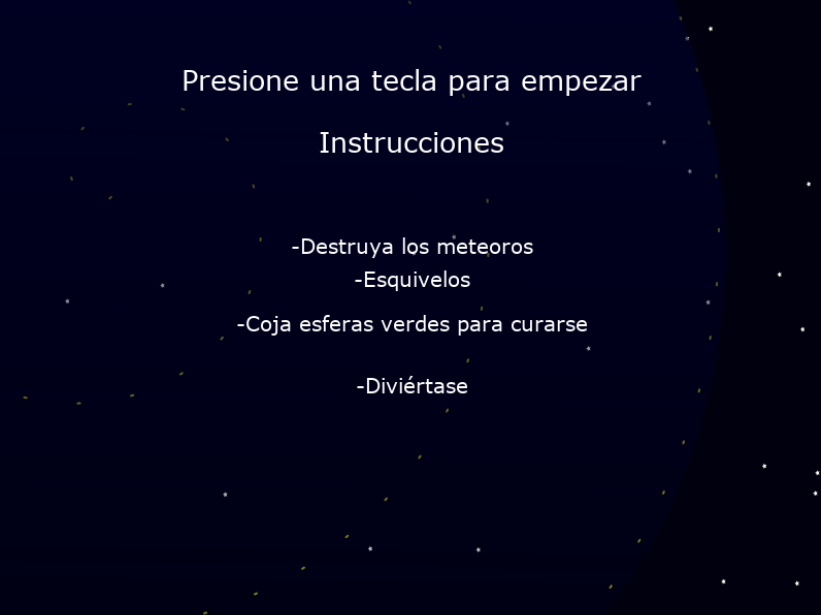 Presione una tecla para empezar
Instrucciones
-Destruya los meteoros
-Esquivelos
-Coja esferas verdes para curarse
-Diviértase